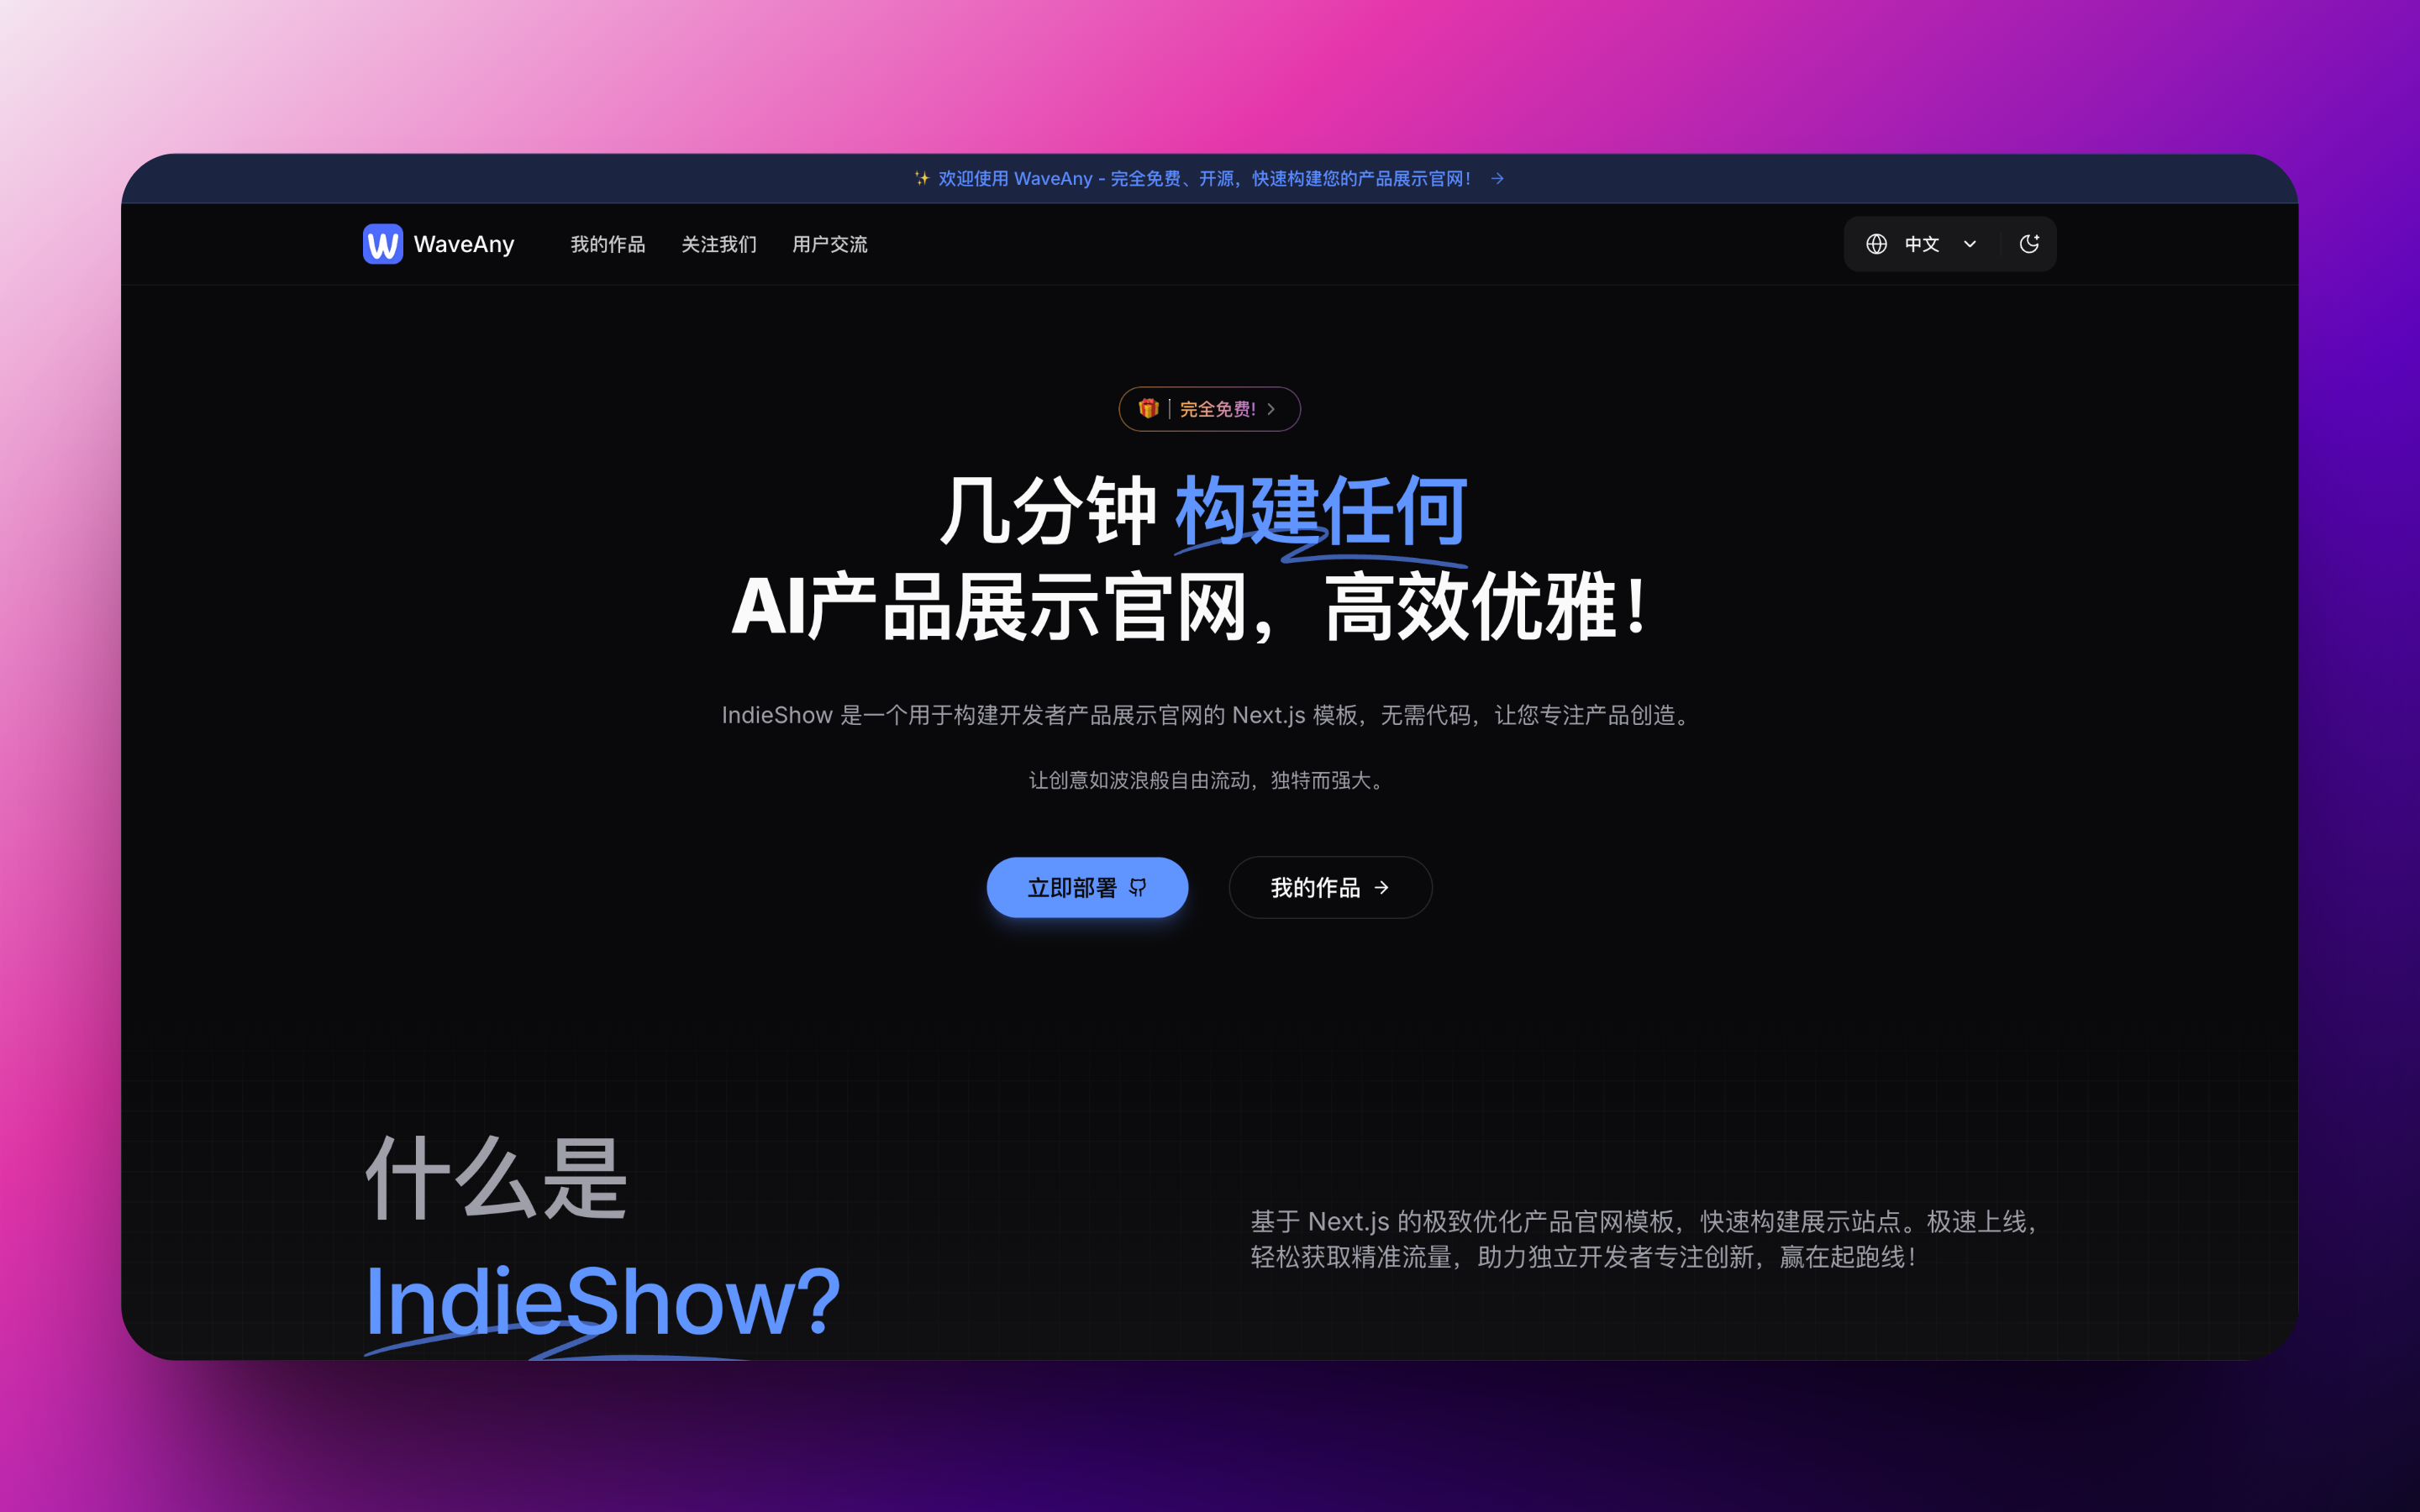 ✨ 欢迎使用 WaveAny - 完全免费、开源，快速构建您的产品展示官网！ →
WaveAny
我的作品
关注我们
用户交流
中文
🎁 | 完全免费!
几分钟 构建任何
AI产品展示官网，高效优雅！
IndieShow 是一个用于构建开发者产品展示官网的 Next.js 模板，无需代码，让您专注产品创造。
让创意如波浪般自由流动，独特而强大。
立即部署
我的作品 →
什么是
IndieShow?
基于 Next.js 的极致优化产品官网模板，快速构建展示站点。极速上线，
轻松获取精准流量，助力独立开发者专注创新，赢在起跑线！